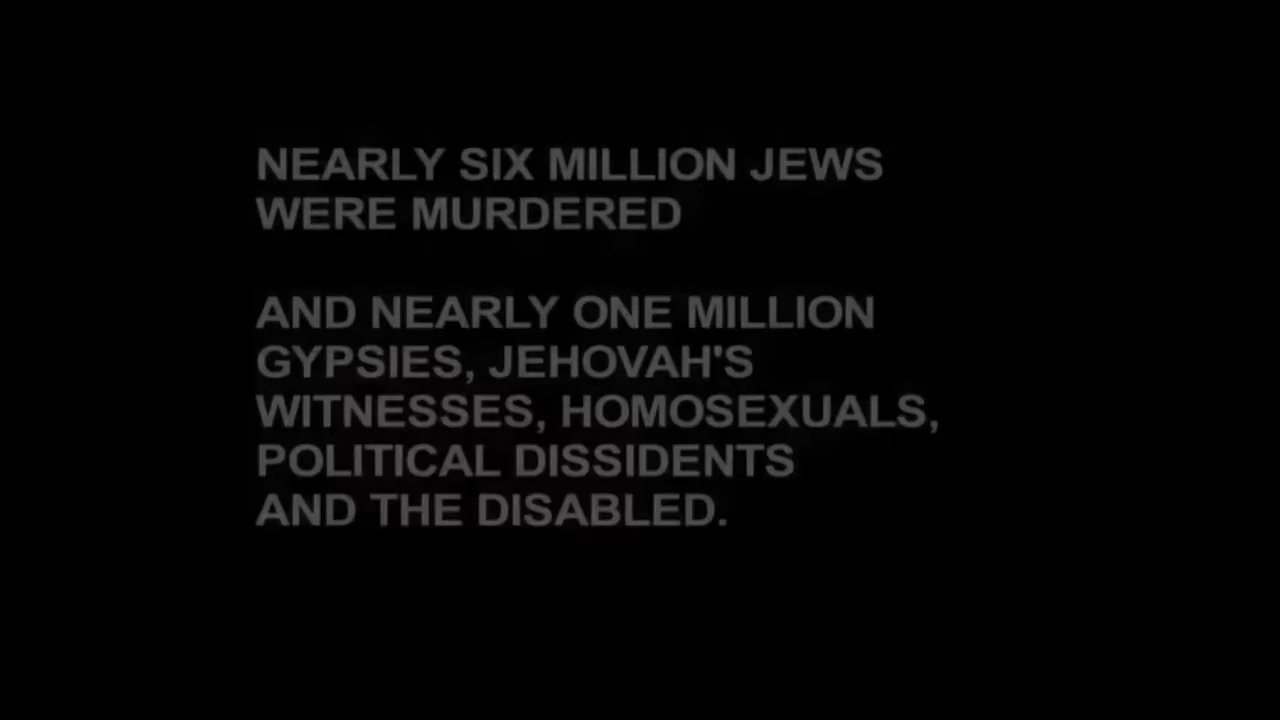 NEARLY SIX MILLION JEWS
WERE MURDERED
AND NEARLY ONE MILLION
GYPSIES, JEHOVAH'S
WITNESSES, HOMOSEXUALS,
POLITICAL DISSIDENTS
AND THE DISABLED.